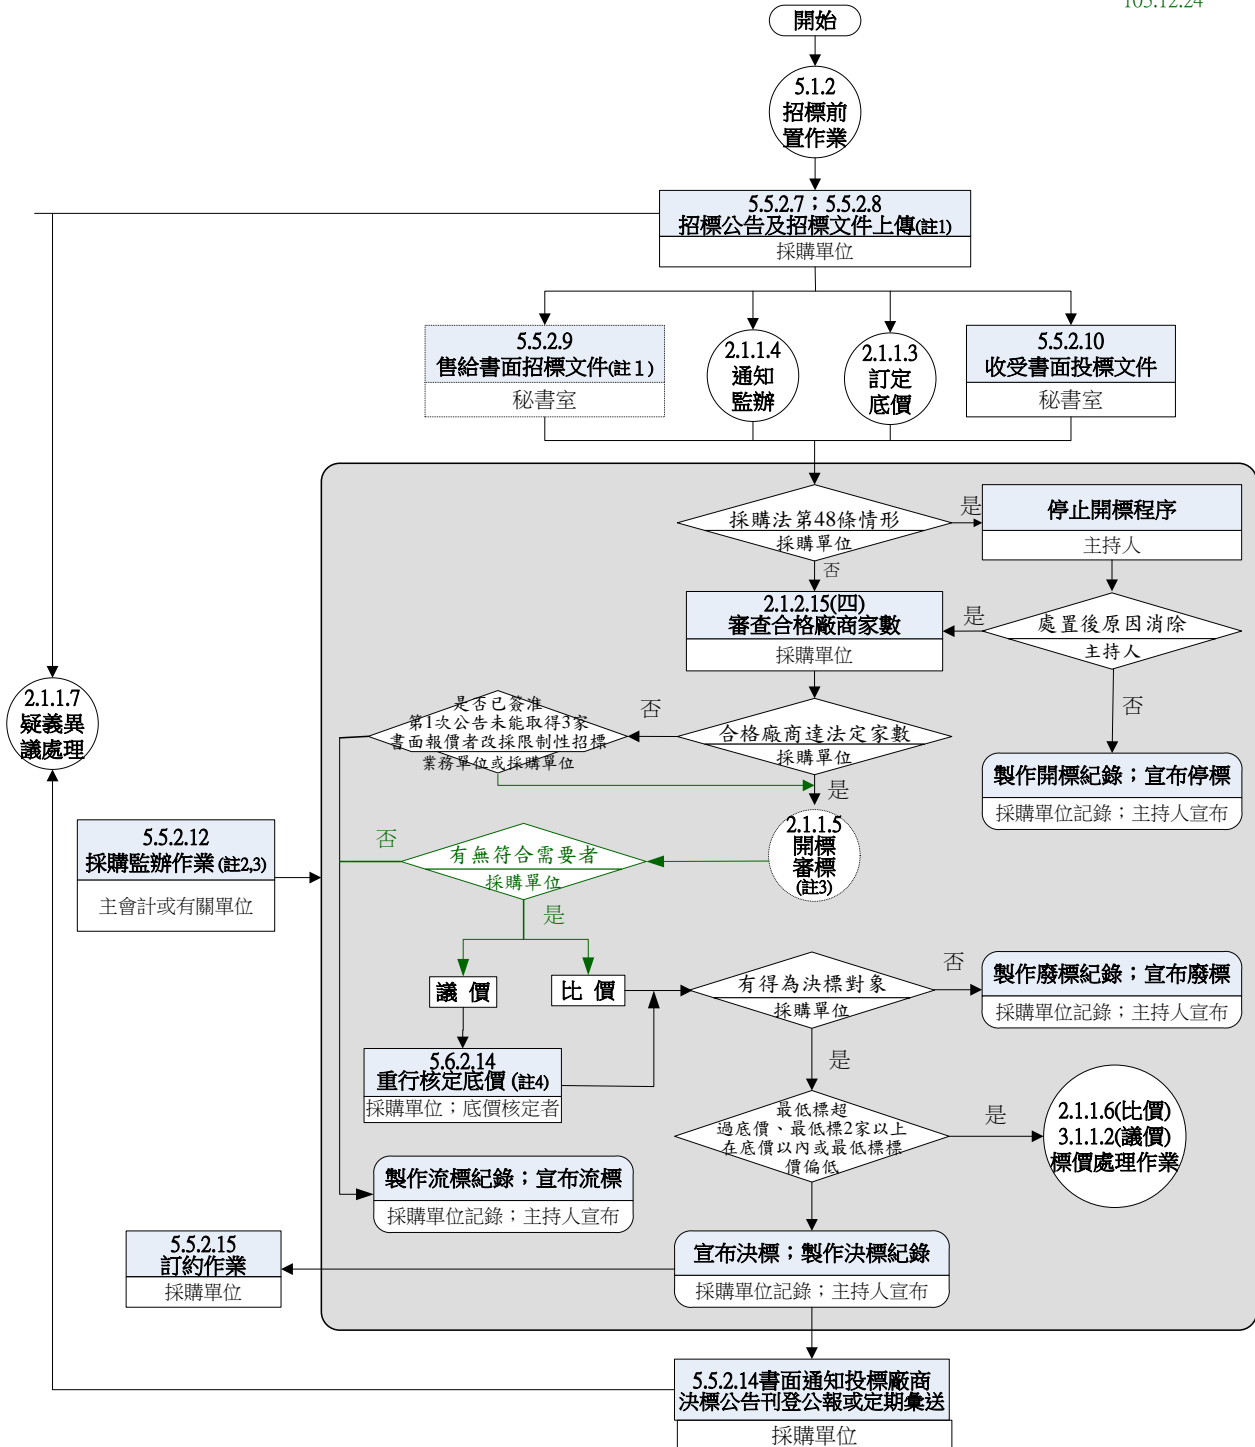 105.12.24
開始
5.1.2
招標前
置作業
5.5.2.7；5.5.2.8
招標公告及招標文件上傳(註1)
採購單位
5.5.2.9
售給書面招標文件(註１)
秘書室
2.1.1.4
通知
監辦
2.1.1.3
訂定
底價
5.5.2.10
收受書面投標文件
秘書室
採購法第48條情形
採購單位
是
停止開標程序
主持人
否
2.1.2.15(四)
審查合格廠商家數
採購單位
是
處置後原因消除
主持人
否
製作開標紀錄；宣布停標
採購單位記錄；主持人宣布
2.1.1.7
疑義異
議處理
是否已簽准
第1次公告未能取得3家
書面報價者改採限制性招標
業務單位或採購單位
否
合格廠商達法定家數
採購單位
是
5.5.2.12
採購監辦作業(註2,3)
主會計或有關單位
否
有無符合需要者
採購單位
2.1.1.5
開標
審標
(註3)
是
議 價
比 價
有得為決標對象
採購單位
否
製作廢標紀錄；宣布廢標
採購單位記錄；主持人宣布
5.6.2.14
重行核定底價(註4)
採購單位；底價核定者
是
最低標超
過底價、最低標2家以上
在底價以內或最低標標
價偏低
是
2.1.1.6(比價)
3.1.1.2(議價)
標價處理作業
製作流標紀錄；宣布流標
採購單位記錄；主持人宣布
5.5.2.15
訂約作業
採購單位
宣布決標；製作決標紀錄
採購單位記錄；主持人宣布
5.5.2.14書面通知投標廠商
決標公告刊登公報或定期彙送
採購單位